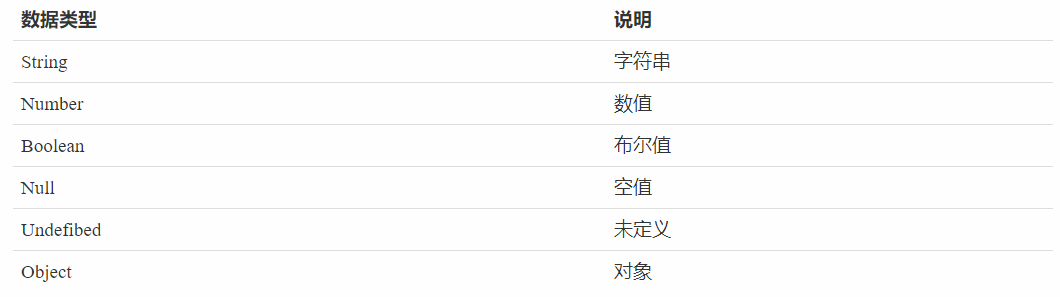 数据类型 说明
String 字符串
Number 数值
Boolean 布尔值
Null 空值
Undefibed 未定义
Object 对象